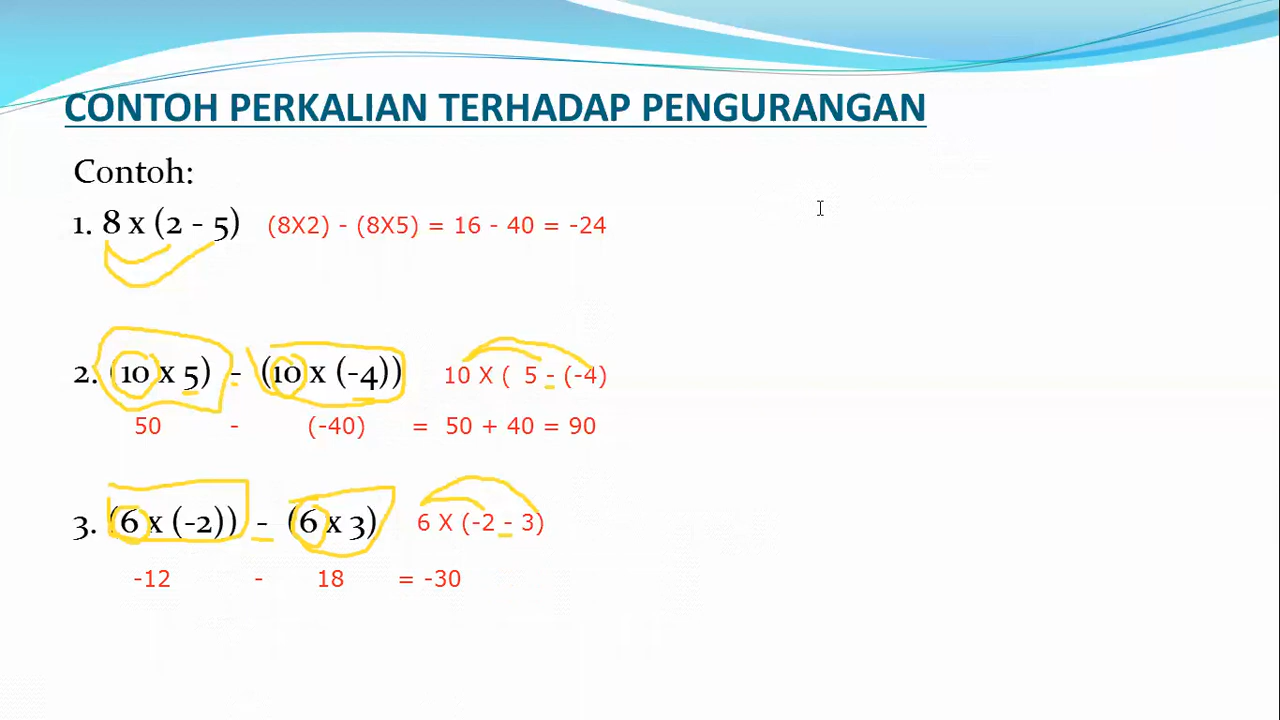 CONTOH PERKALIAN TERHADAP PENGURANGAN
Contoh:
1. 8 x (2 - 5) (8X2) - (8X5) = 16 - 40 = -24
2. (10 x 5) - (10 x (-4)) 10 X ( 5 - (-4)
50 - (-40) = 50 + 40 = 90
3. (6 x (-2)) - (6 x 3) 6 X (-2 - 3)
-12 - 18 = -30